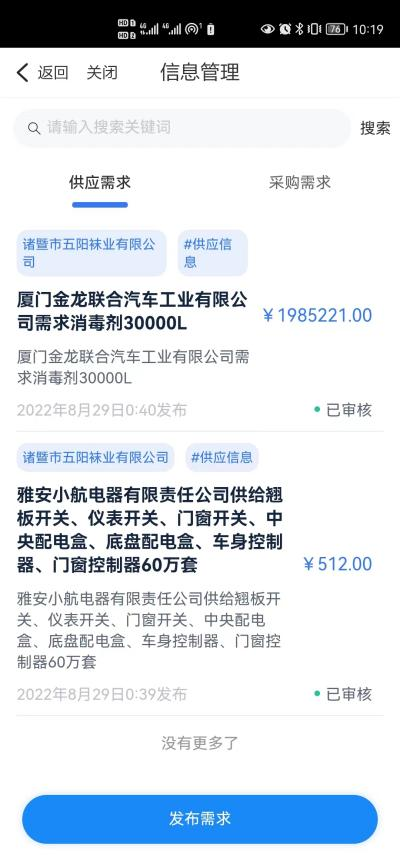 HD 1 4G 4G 1
HD 2 76 10:19
返回 关闭 信息管理
请输入搜索关键词 搜索
供应需求 采购需求
诸暨市五阳袜业有限公
司
#供应信
息
厦门金龙联合汽车工业有限公
司需求消毒剂30000L
￥1985221.00
厦门金龙联合汽车工业有限公司需
求消毒剂30000L
2022年8月29日0:40发布 已审核
诸暨市五阳袜业有限公司 #供应信息
雅安小航电器有限责任公司供给翘
板开关、仪表开关、门窗开关、中
央配电盒、底盘配电盒、车身控制
器、门窗控制器60万套
￥512.00
雅安小航电器有限责任公司供给翘板开
关、仪表开关、门窗开关、中央配电
盒、底盘配电盒、车身控制器、门窗控
制器60万套
2022年8月29日0:39发布 已审核
没有更多了
发布需求